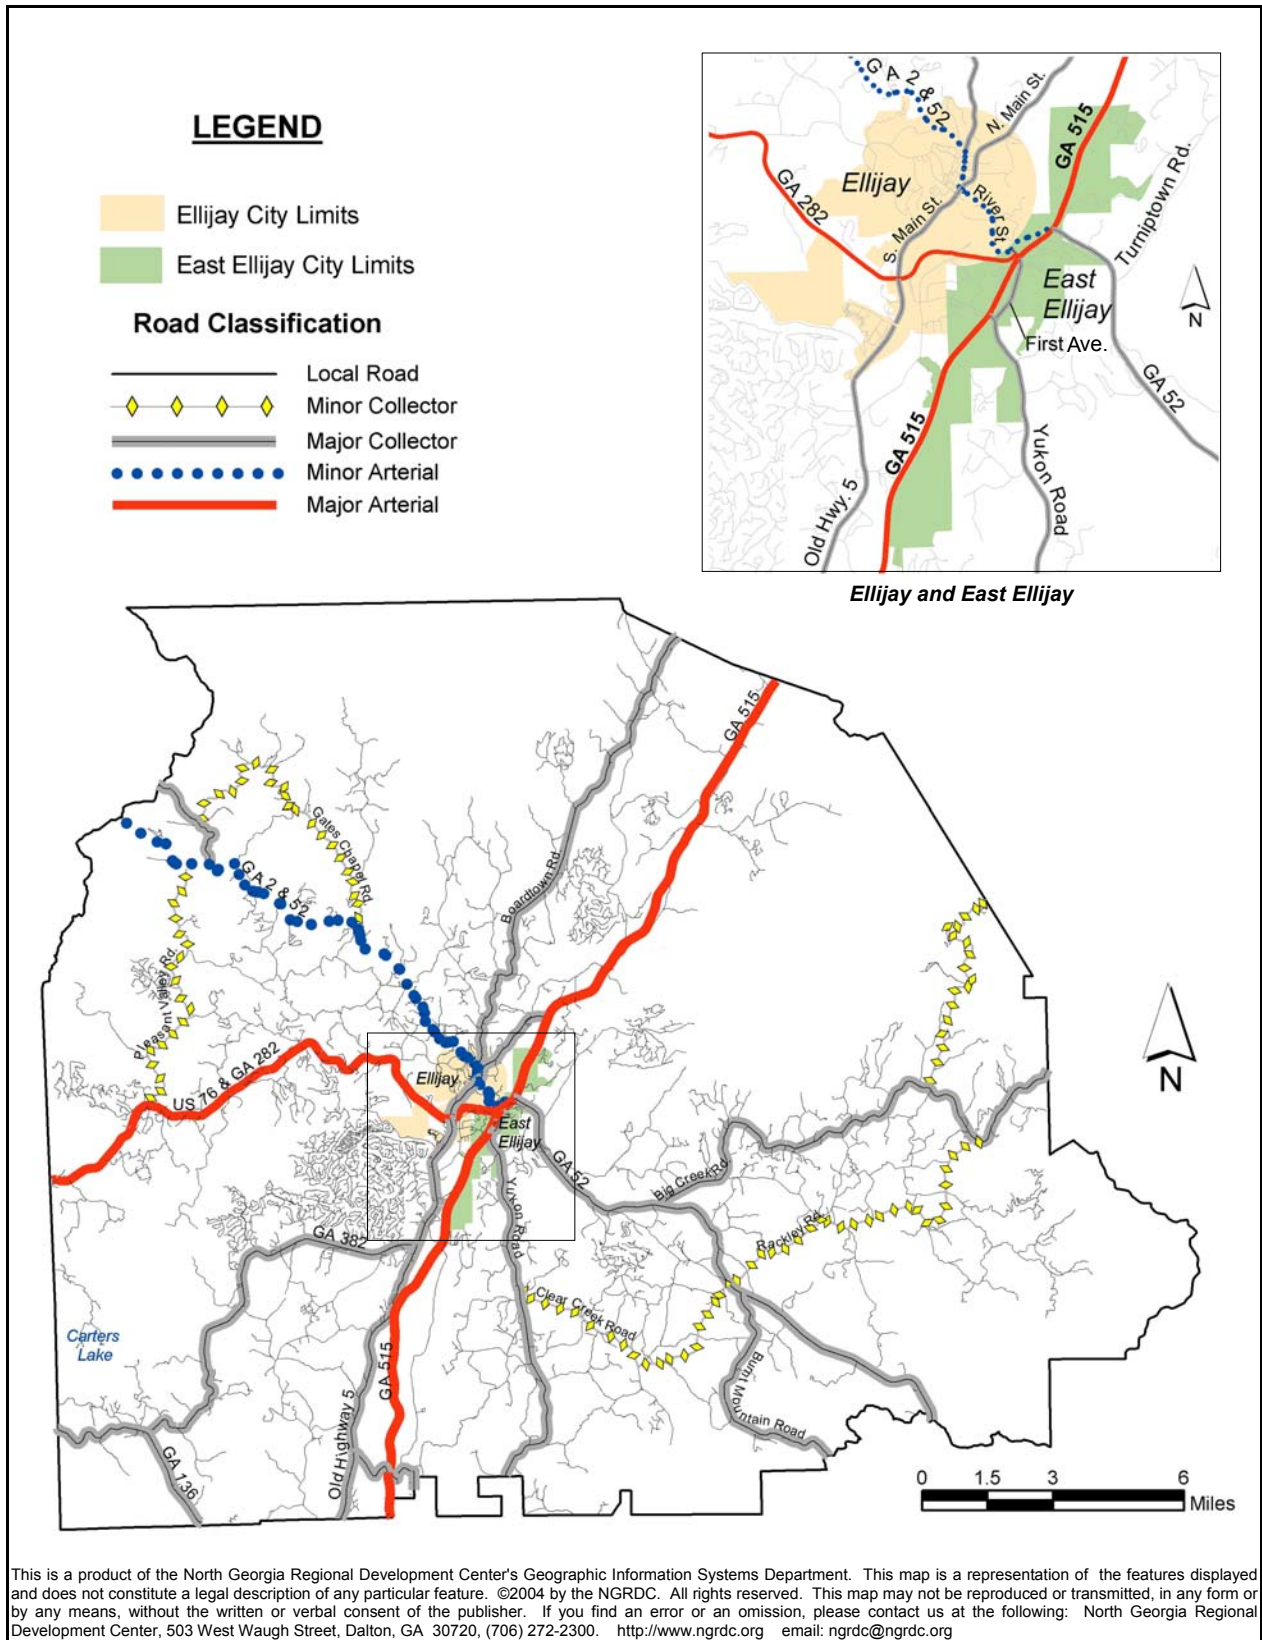 LEGEND
Ellijay City Limits
East Ellijay City Limits
Road Classification
Local Road
Minor Collector
Major Collector
Minor Arterial
Major Arterial
GA 2 & 52
N. Main St.
GA 515
Turniptown Rd.
Ellijay
GA 282
River St.
S. Main St.
East
Ellijay
N
First Ave.
GA 52
GA 515
Yukon Road
Old Hwy. 5
Ellijay and East Ellijay
GA 515
Gates Chapel Rd.
GA 2 & 52
Boardtown Rd.
Pleasant Valley Rd.
US 76 & GA 282
Ellijay
East
Ellijay
N
GA 52
Big Creek Rd.
Yukon Road
Rackley Rd.
GA 382
Clear Creek Road
Carters
Lake
GA 515
Burnt Mountain Road
Old Highway 5
GA 136
0 1.5 3 6
Miles
This is a product of the North Georgia Regional Development Center's Geographic Information Systems Department. This map is a representation of the features displayed
and does not constitute a legal description of any particular feature. ©2004 by the NGRDC. All rights reserved. This map may not be reproduced or transmitted, in any form or
by any means, without the written or verbal consent of the publisher. If you find an error or an omission, please contact us at the following: North Georgia Regional
Development Center, 503 West Waugh Street, Dalton, GA 30720, (706) 272-2300. http://www.ngrdc.org email: ngrdc@ngrdc.org